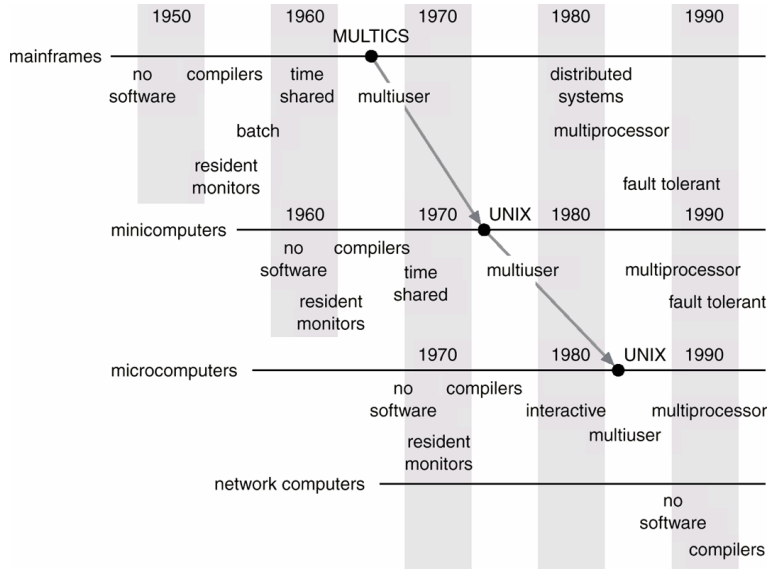 1950 1960 1970 1980 1990
MULTICS
mainframes
no compilers time distributed
software shared multiuser systems
batch multiprocessor
resident
monitors fault tolerant
1960 1970 UNIX 1980 1990
minicomputers
no compilers
software time multiuser multiprocessor
shared
resident fault tolerant
monitors
1970 1980 UNIX 1990
microcomputers
no compilers
software interactive multiprocessor
multiuser
resident
monitors
network computers
no
software
compilers